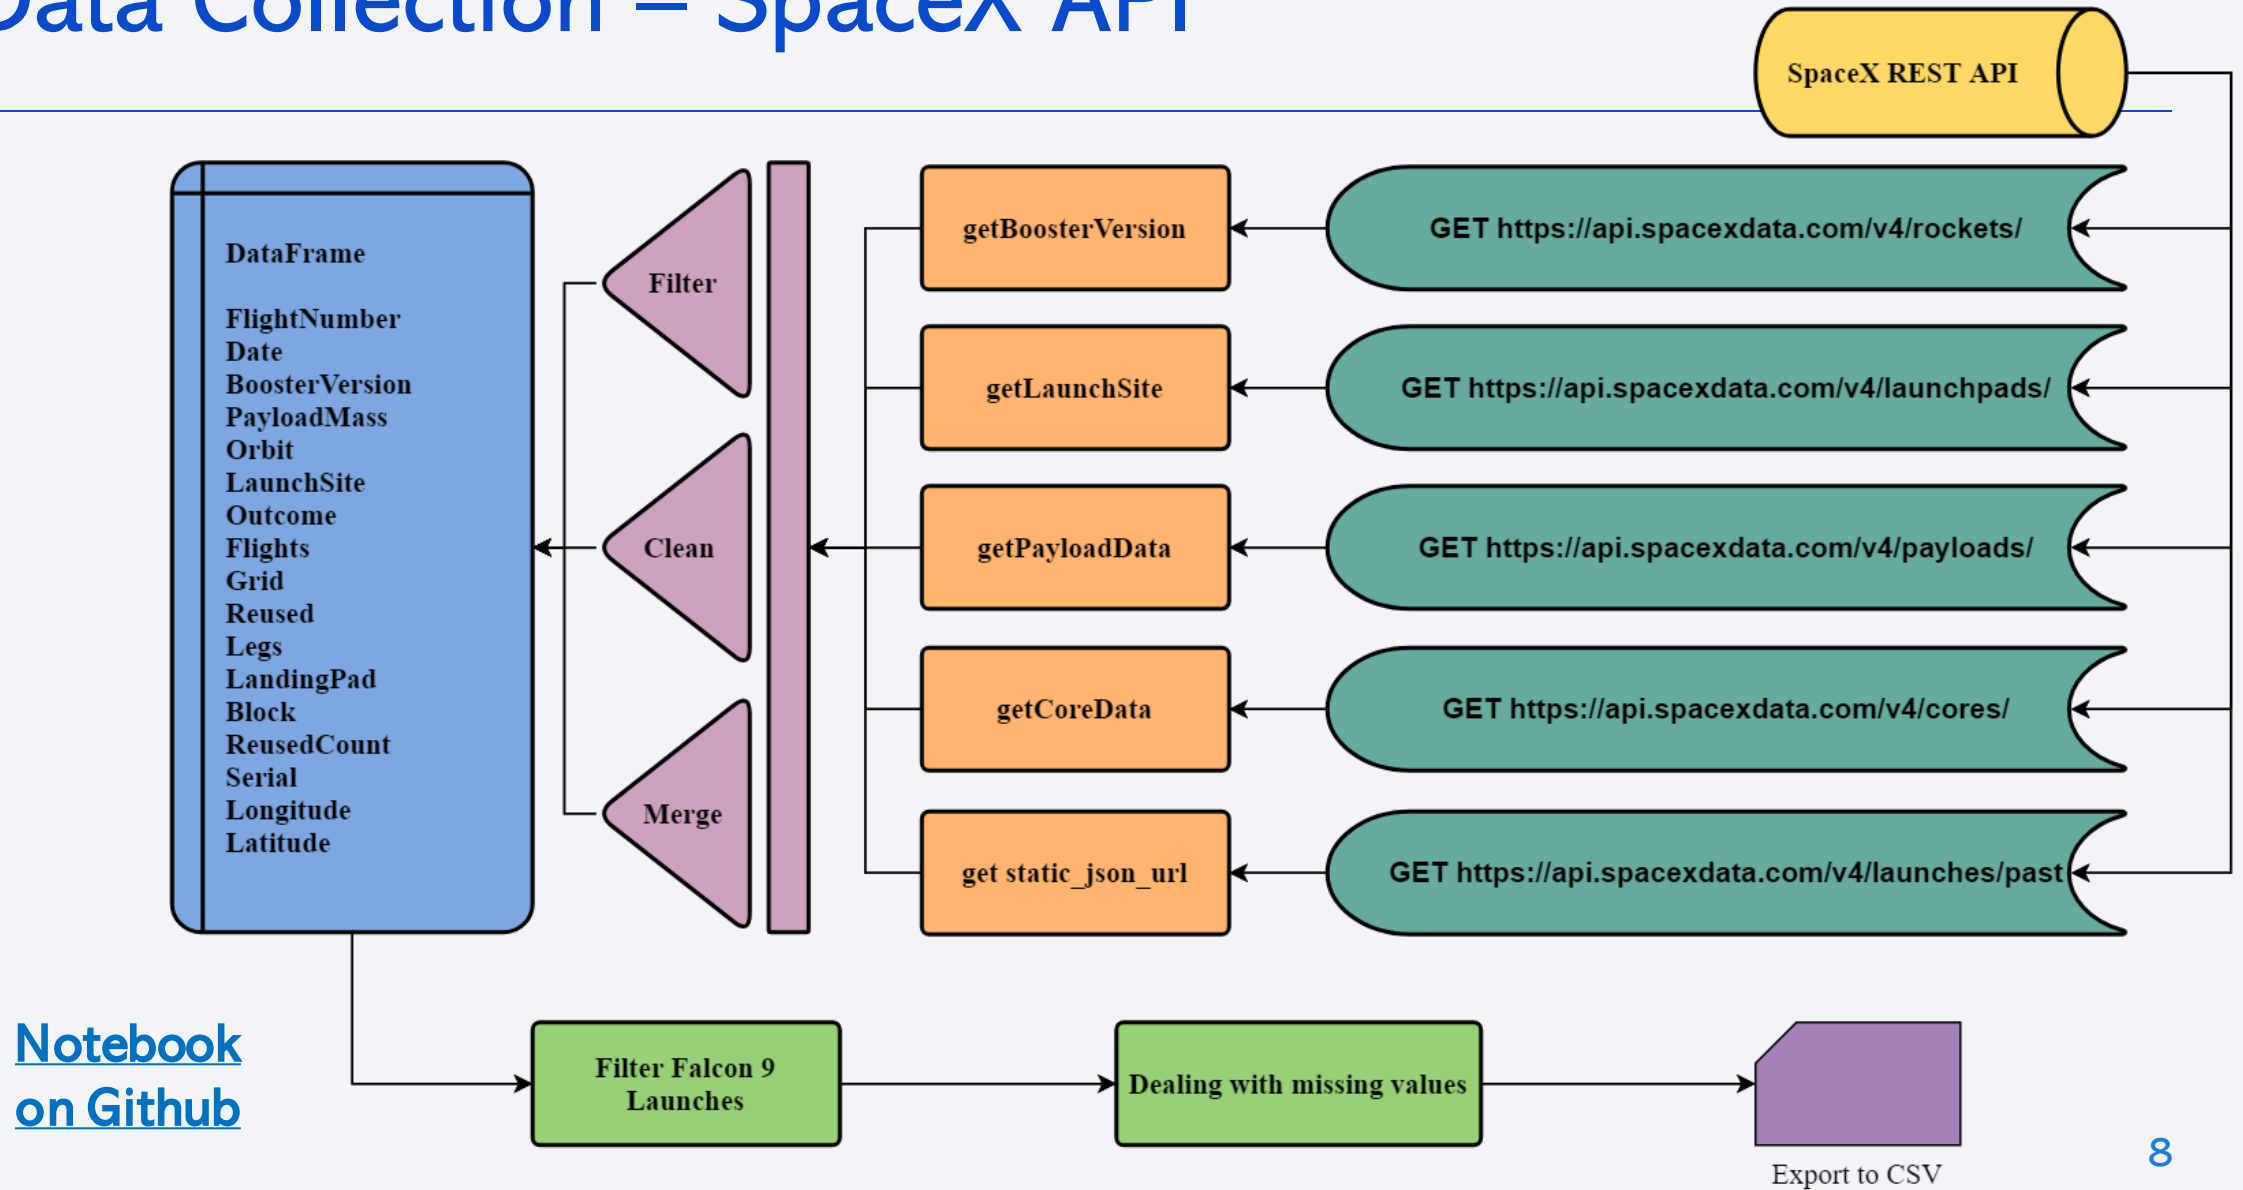 Data Collection – SpaceX API
SpaceX REST API
DataFrame
FlightNumber
Date
BoosterVersion
PayloadMass
Orbit
LaunchSite
Outcome
Flights
Grid
Reused
Legs
LandingPad
Block
ReusedCount
Serial
Longitude
Latitude
Filter
Clean
Merge
getBoosterVersion
getLaunchSite
getPayloadData
getCoreData
get static_json_url
GET https://api.spacexdata.com/v4/rockets/
GET https://api.spacexdata.com/v4/launchpads/
GET https://api.spacexdata.com/v4/payloads/
GET https://api.spacexdata.com/v4/cores/
GET https://api.spacexdata.com/v4/launches/past
Notebook
on Github
Filter Falcon 9
Launches
Dealing with missing values
Export to CSV
8